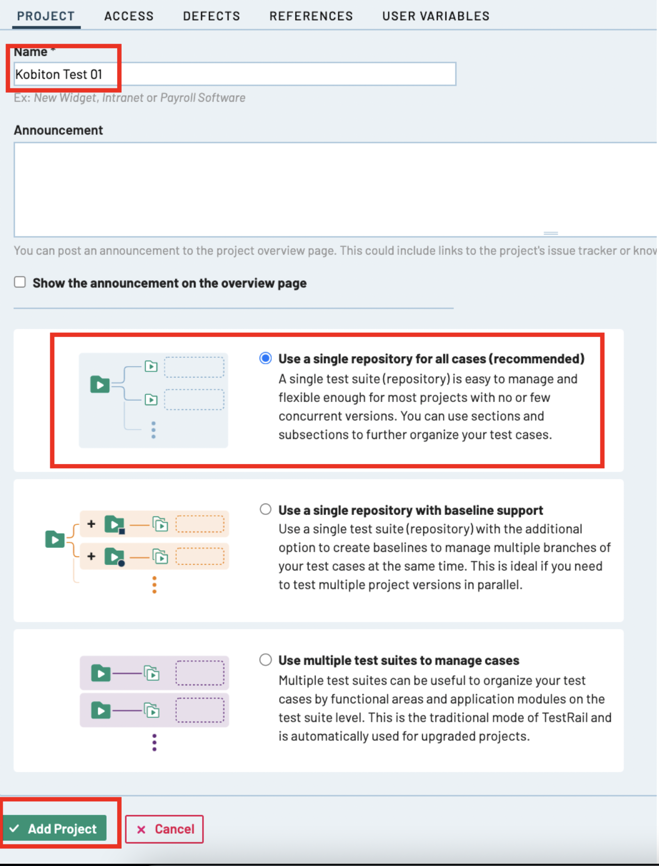 PROJECT ACCESS DEFECTS REFERENCES USER VARIABLES
Name *
Kobiton Test 01
Ex: New Widget, Intranet or Payroll Software
Announcement
You can post an announcement to the project overview page. This could include links to the project's issue tracker or
Show the announcement on the overview page
Use a single repository for all cases (recommended)
A single test suite (repository) is easy to manage and
flexible enough for most projects with no or few
concurrent versions. You can use sections and
subsections to further organize your test cases.
Use a single repository with baseline support
Use a single test suite (repository) with the additional
option to create baselines to manage multiple branches of
your test cases at the same time. This is ideal if you need
to test multiple project versions in parallel.
Use multiple test suites to manage cases
Multiple test suites can be useful to organize your test
cases by functional areas and application modules on the
test suite level. This is the traditional mode of TestRail and
is automatically used for upgraded projects.
Add Project Cancel